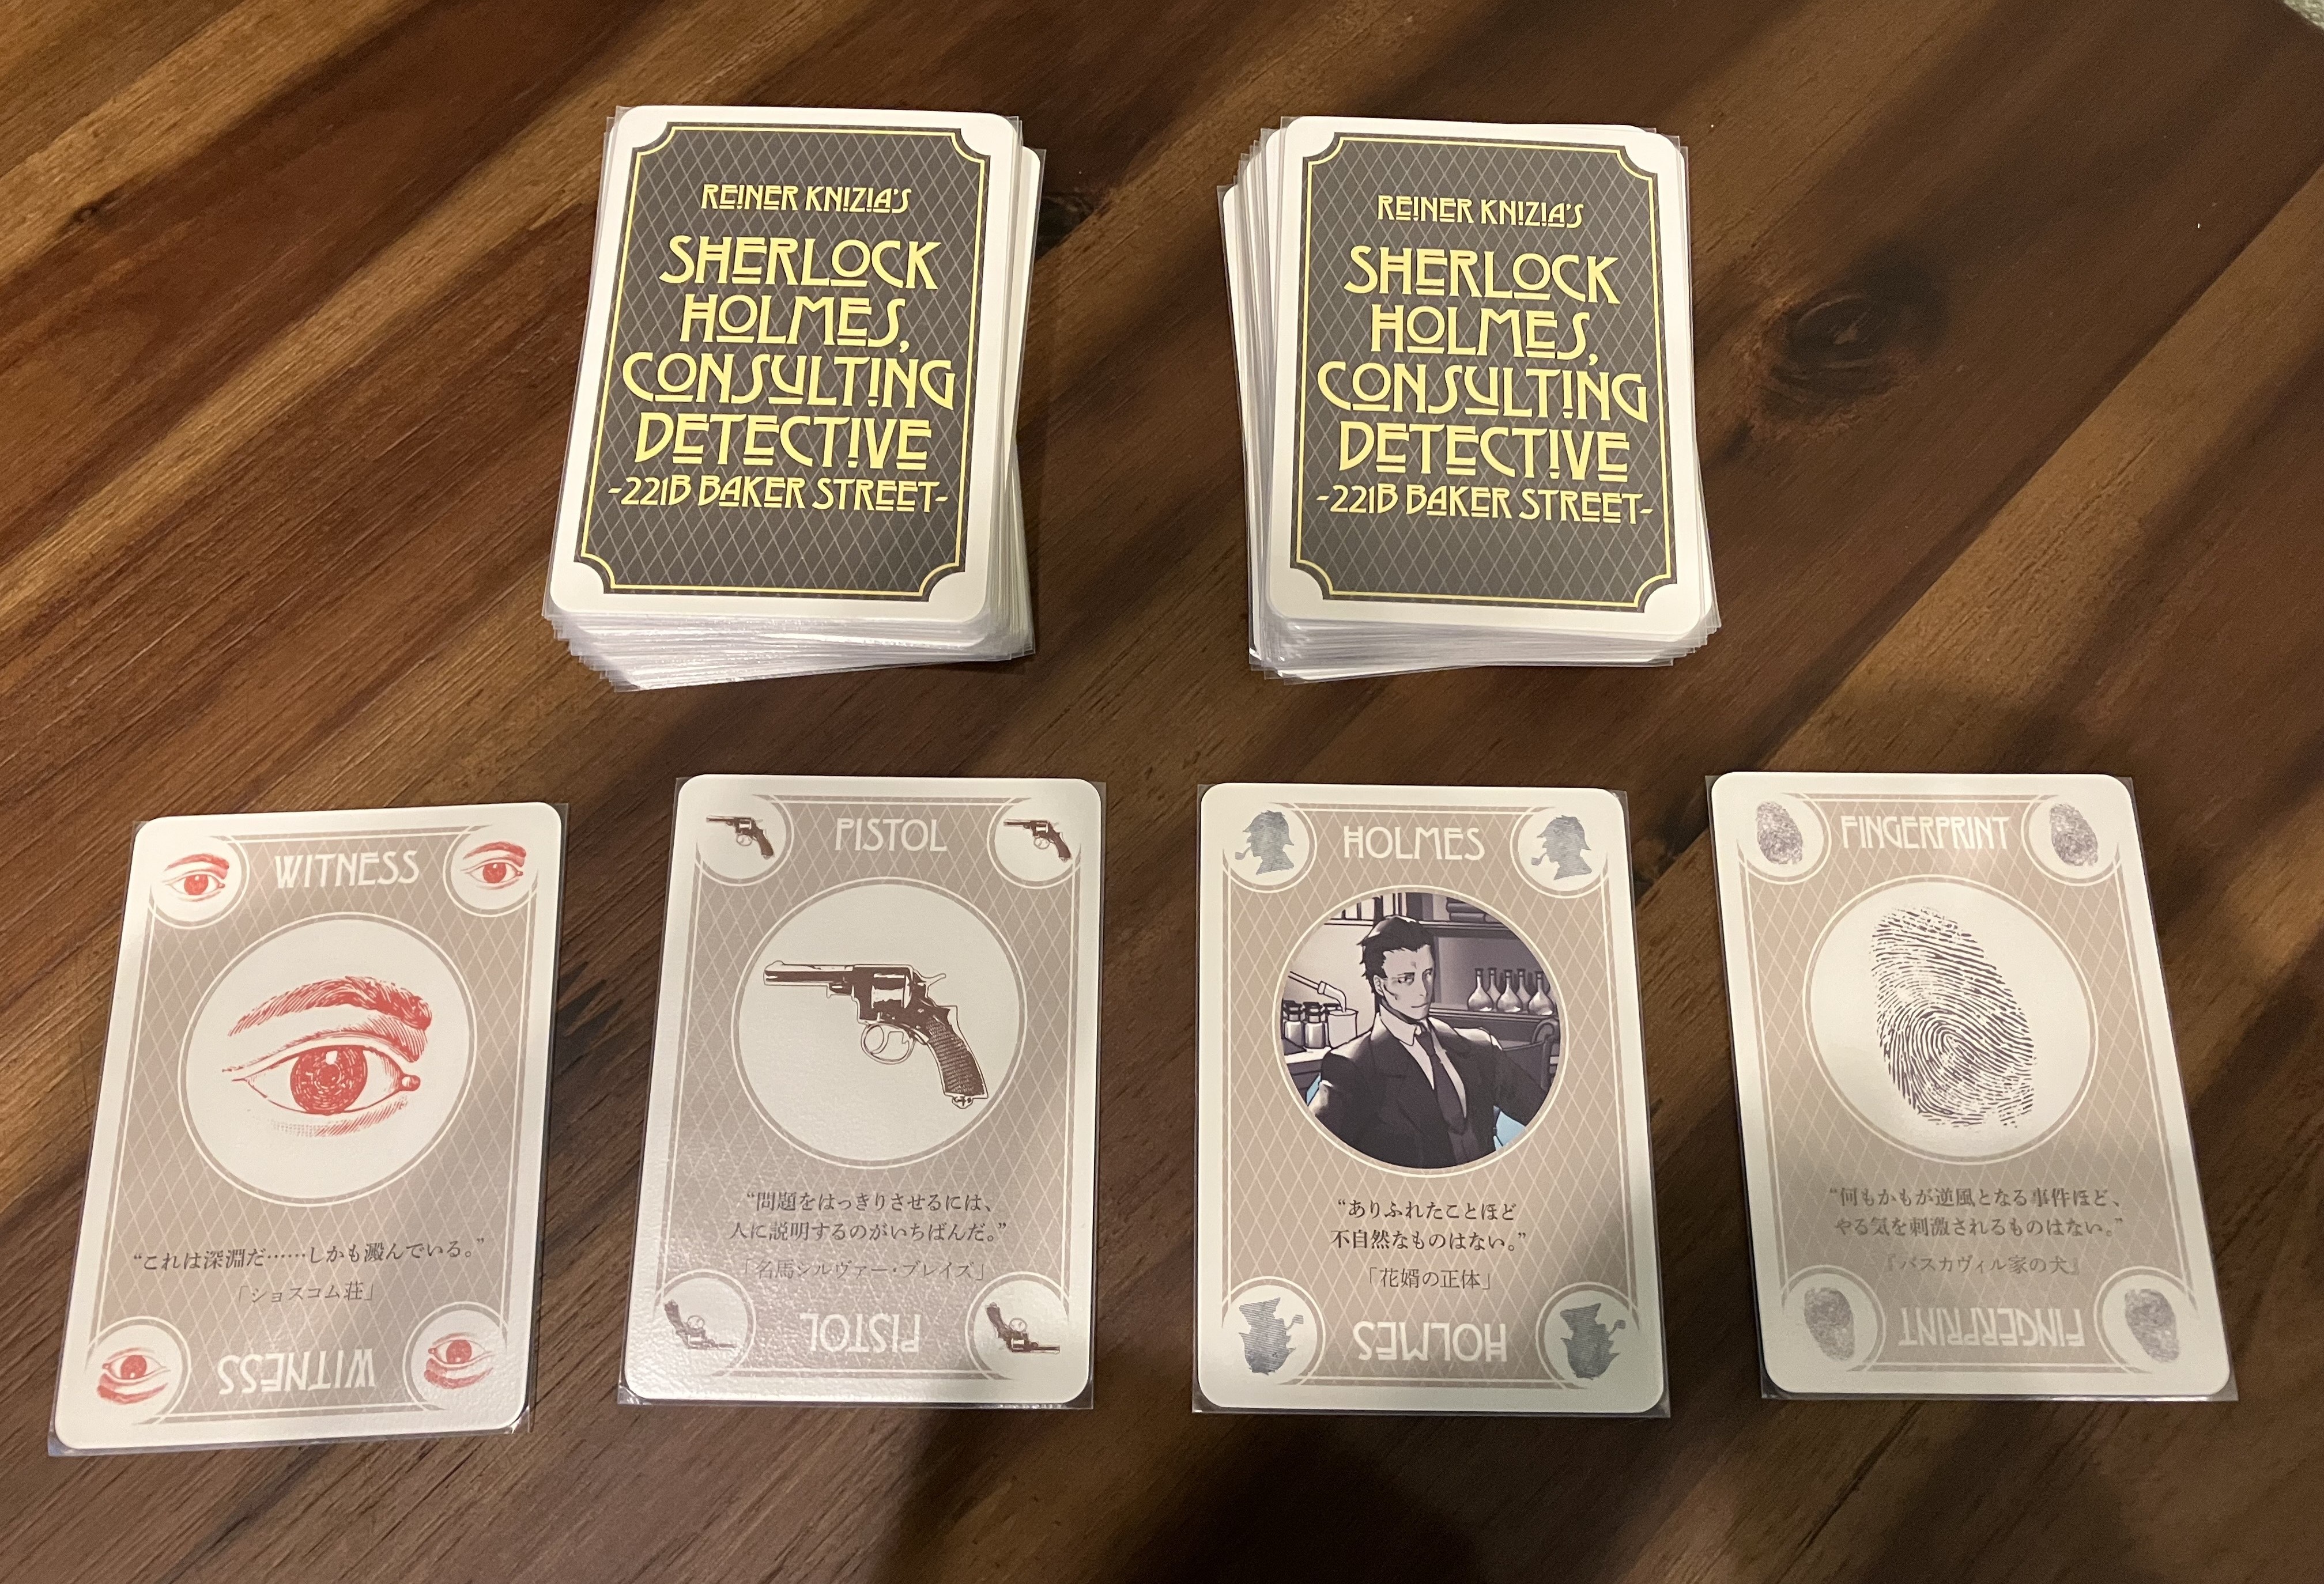 REINER KNIZIA'S
SHERLOCK
HOLMES,
CONSULTING
DETECTIVE
-221B BAKER STREET-
REINER KNIZIA'S
SHERLOCK
HOLMES,
CONSULTING
DETECTIVE
-221B BAKER STREET-
WITNESS
“これは深淵だ……しかも澱んでいる。”
「ショスコム荘」
WITNESS
PISTOL
“問題をはっきりさせるには、
人に説明するのがいちばんだ。”
「名馬シルヴァー・ブレイズ」
PISTOL
HOLMES
“ありふれたことほど
不自然なものはない。”
「花婿の正体」
HOLMES
FINGERPRINT
“何もかもが逆風となる事件ほど、
やる気を刺激されるものはない。”
『バスカヴィル家の犬』
FINGERPRINT